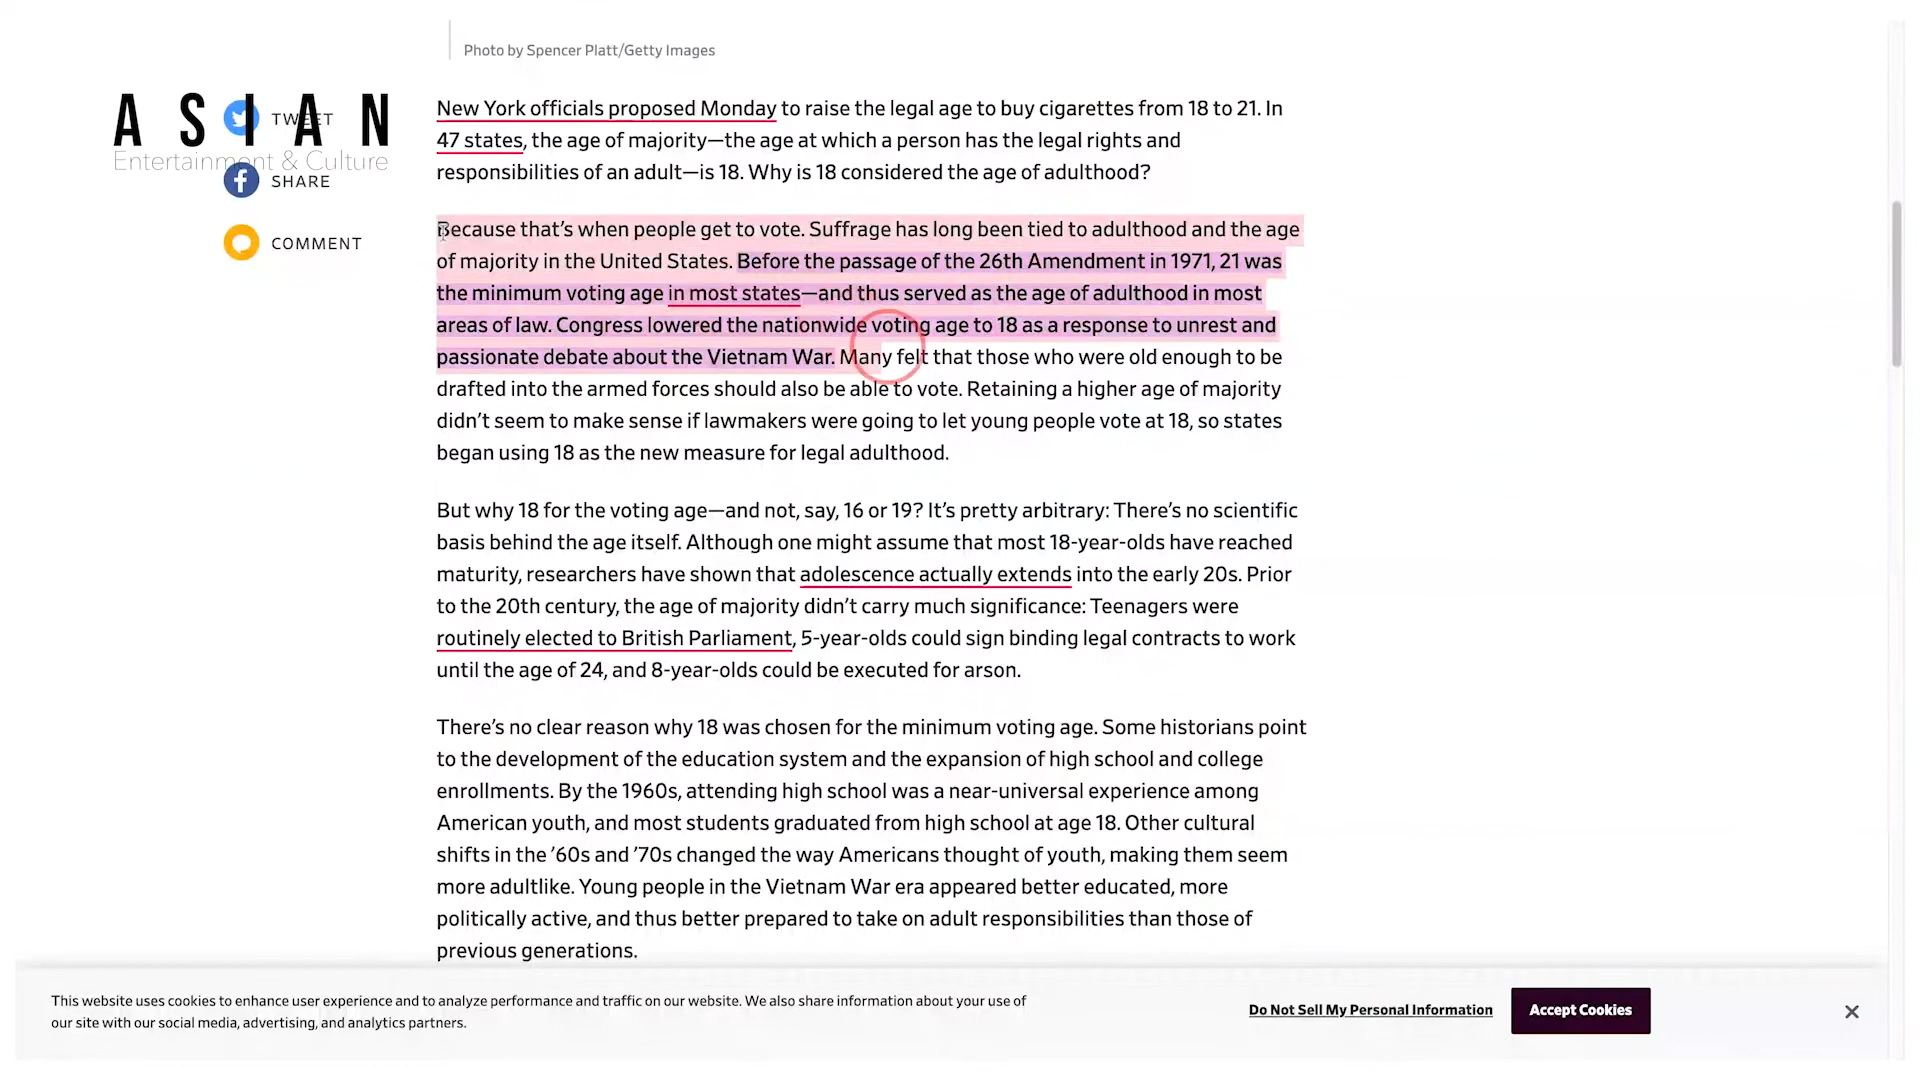 Photo by Spencer Platt/Getty Images
ASIAN
Entertainment & Culture
TWEET
SHARE
COMMENT
New York officials proposed Monday to raise the legal age to buy cigarettes from 18 to 21. In
47 states, the age of majority—the age at which a person has the legal rights and
responsibilities of an adult—is 18. Why is 18 considered the age of adulthood?
Because that’s when people get to vote. Suffrage has long been tied to adulthood and the age
of majority in the United States. Before the passage of the 26th Amendment in 1971, 21 was
the minimum voting age in most states—and thus served as the age of adulthood in most
areas of law. Congress lowered the nationwide voting age to 18 as a response to unrest and
passionate debate about the Vietnam War. Many felt that those who were old enough to be
drafted into the armed forces should also be able to vote. Retaining a higher age of majority
didn’t seem to make sense if lawmakers were going to let young people vote at 18, so states
began using 18 as the new measure for legal adulthood.
But why 18 for the voting age—and not, say, 16 or 19? It’s pretty arbitrary: There’s no scientific
basis behind the age itself. Although one might assume that most 18-year-olds have reached
maturity, researchers have shown that adolescence actually extends into the early 20s. Prior
to the 20th century, the age of majority didn’t carry much significance: Teenagers were
routinely elected to British Parliament, 5-year-olds could sign binding legal contracts to work
until the age of 24, and 8-year-olds could be executed for arson.
There’s no clear reason why 18 was chosen for the minimum voting age. Some historians point
to the development of the education system and the expansion of high school and college
enrollments. By the 1960s, attending high school was a near-universal experience among
American youth, and most students graduated from high school at age 18. Other cultural
shifts in the ’60s and ’70s changed the way Americans thought of youth, making them seem
more adultlike. Young people in the Vietnam War era appeared better educated, more
politically active, and thus better prepared to take on adult responsibilities than those of
previous generations.
This website uses cookies to enhance user experience and to analyze performance and traffic on our website. We also share information about your use of
our site with our social media, advertising, and analytics partners.
Do Not Sell My Personal Information
Accept Cookies